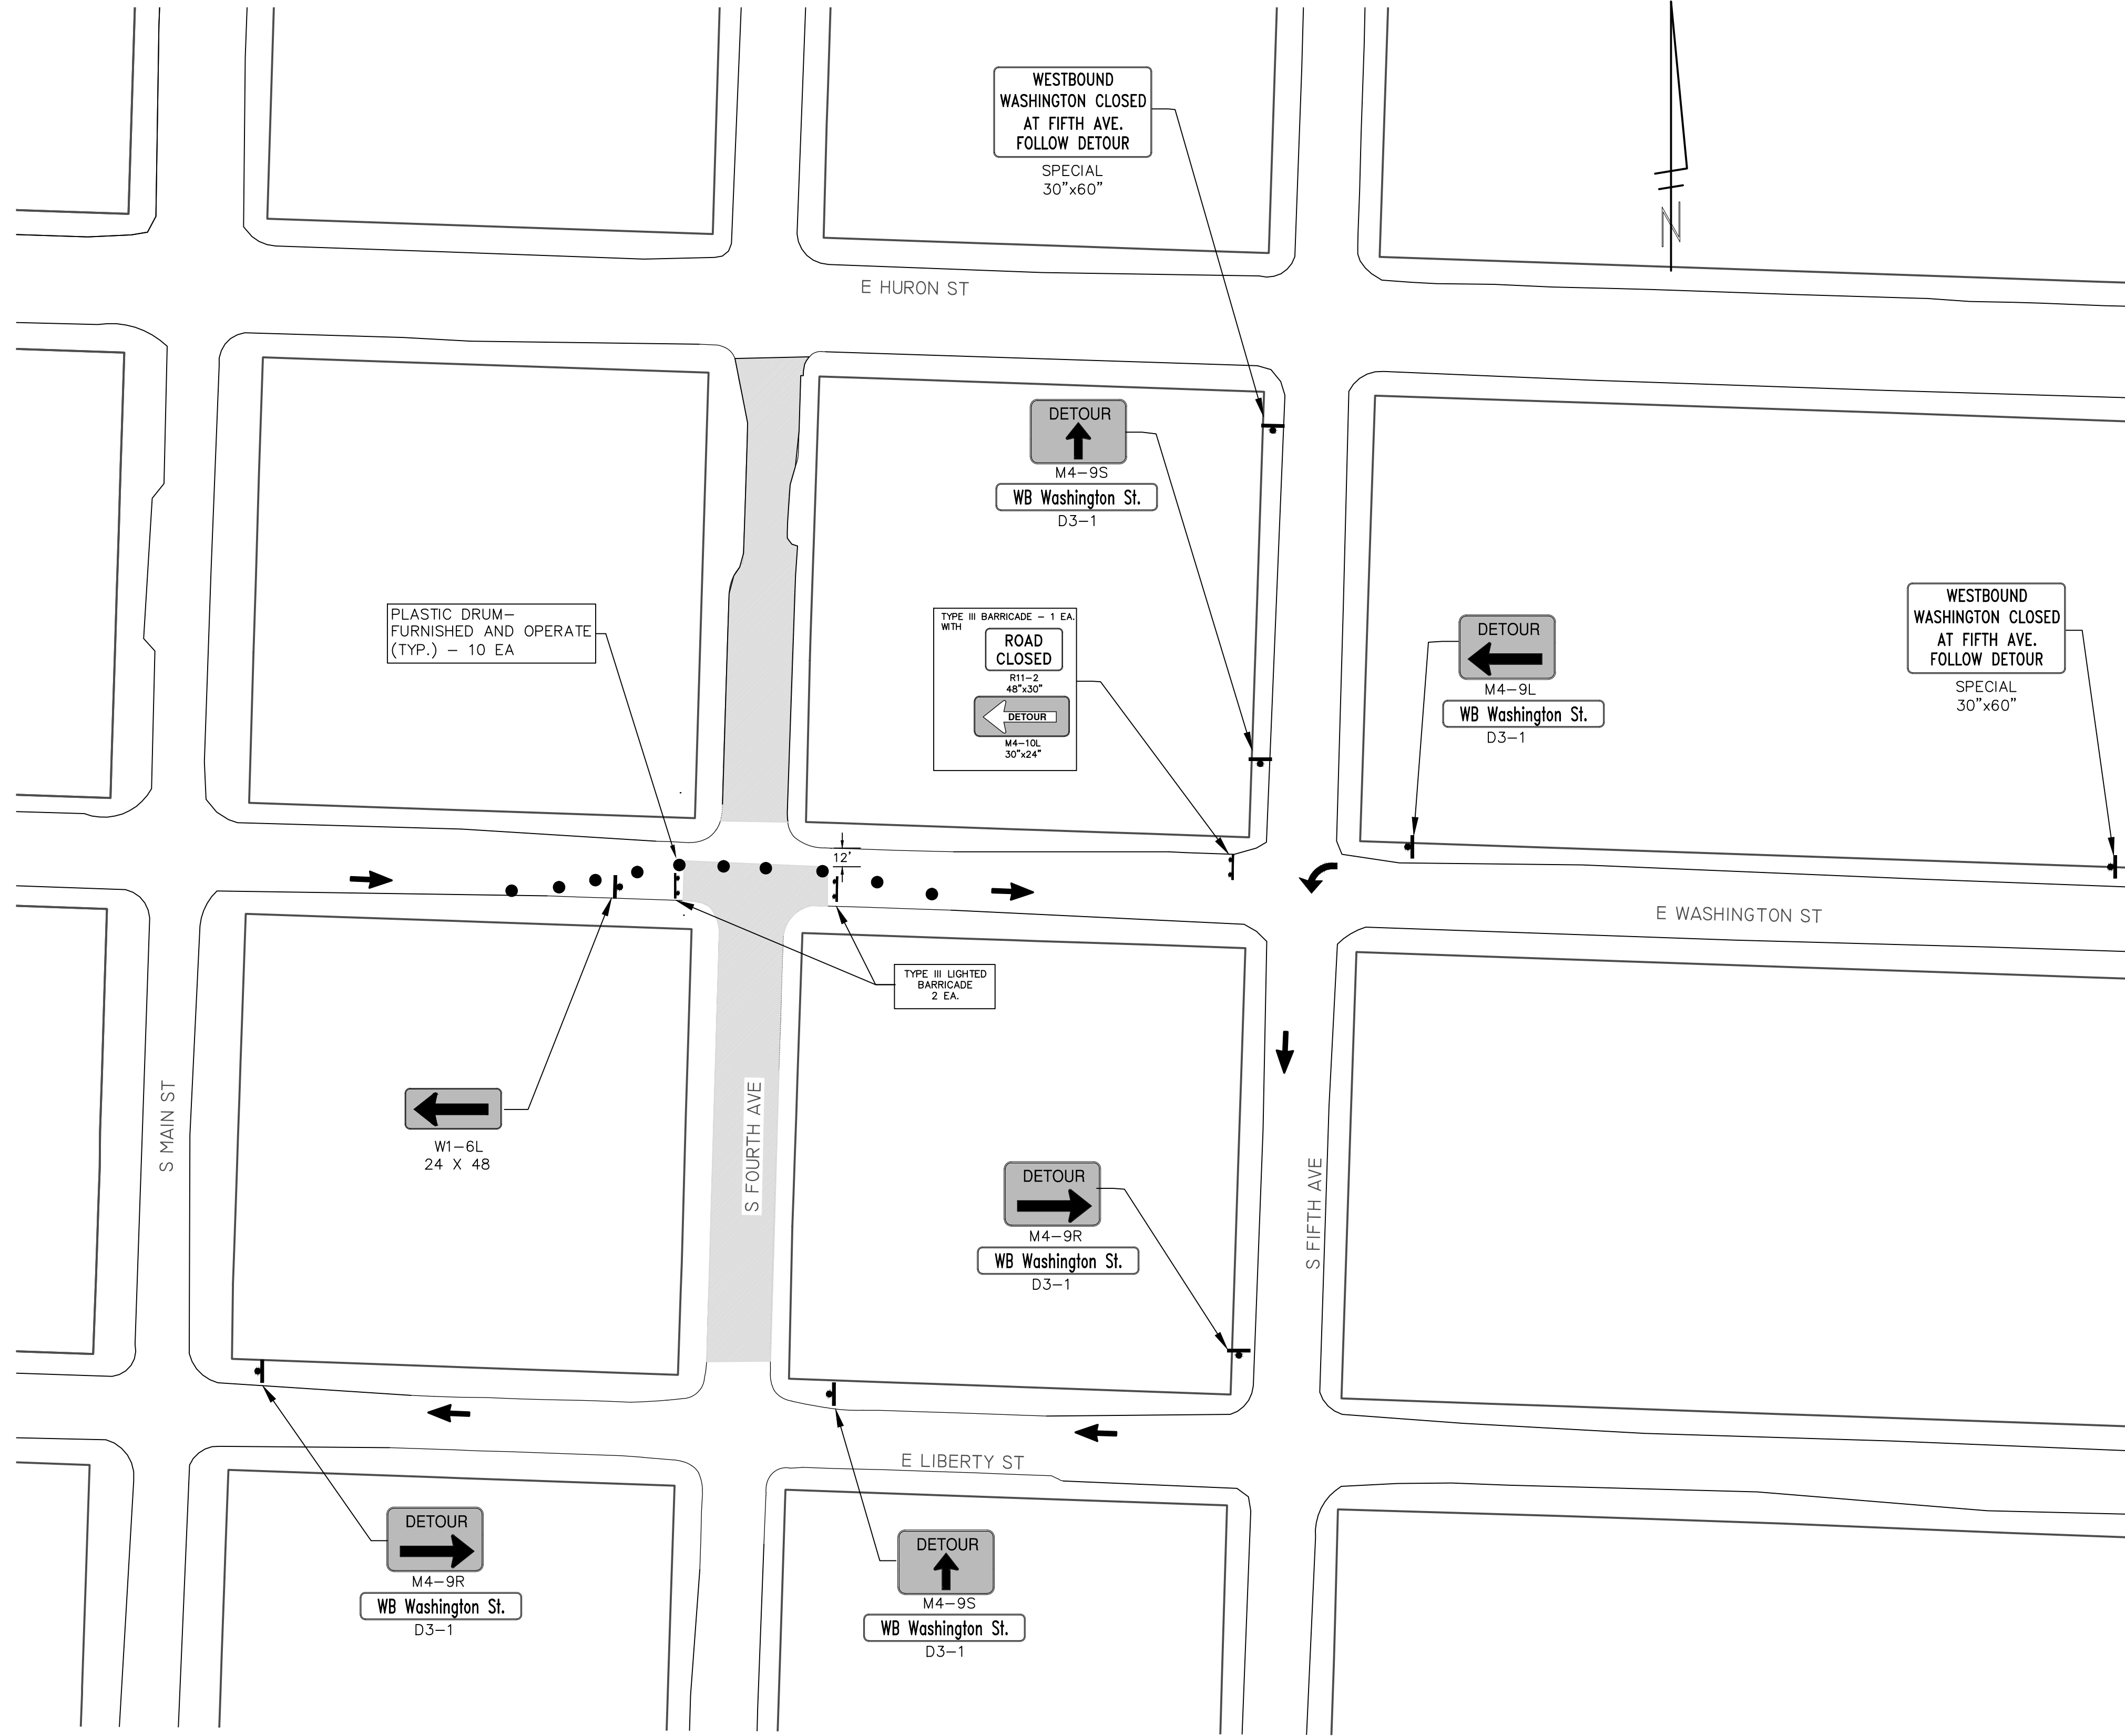 WESTBOUND
WASHINGTON CLOSED
AT FIFTH AVE.
FOLLOW DETOUR
SPECIAL
30"x60"
N
E HURON ST
DETOUR
M4-9S
WB Washington St.
D3-1
PLASTIC DRUM-
FURNISHED AND OPERATE
(TYP.) - 10 EA
TYPE III BARRICADE - 1 EA.
WITH
ROAD
CLOSED
R11-2
48"x30"
DETOUR
M4-10L
30"x24"
DETOUR
M4-9L
WB Washington St.
D3-1
WESTBOUND
WASHINGTON CLOSED
AT FIFTH AVE.
FOLLOW DETOUR
SPECIAL
30"x60"
12'
E WASHINGTON ST
TYPE III LIGHTED
BARRICADE
2 EA.
S MAIN ST
W1-6L
24 X 48
S FOURTH AVE
DETOUR
M4-9R
WB Washington St.
D3-1
S FIFTH AVE
E LIBERTY ST
DETOUR
M4-9R
WB Washington St.
D3-1
DETOUR
M4-9S
WB Washington St.
D3-1